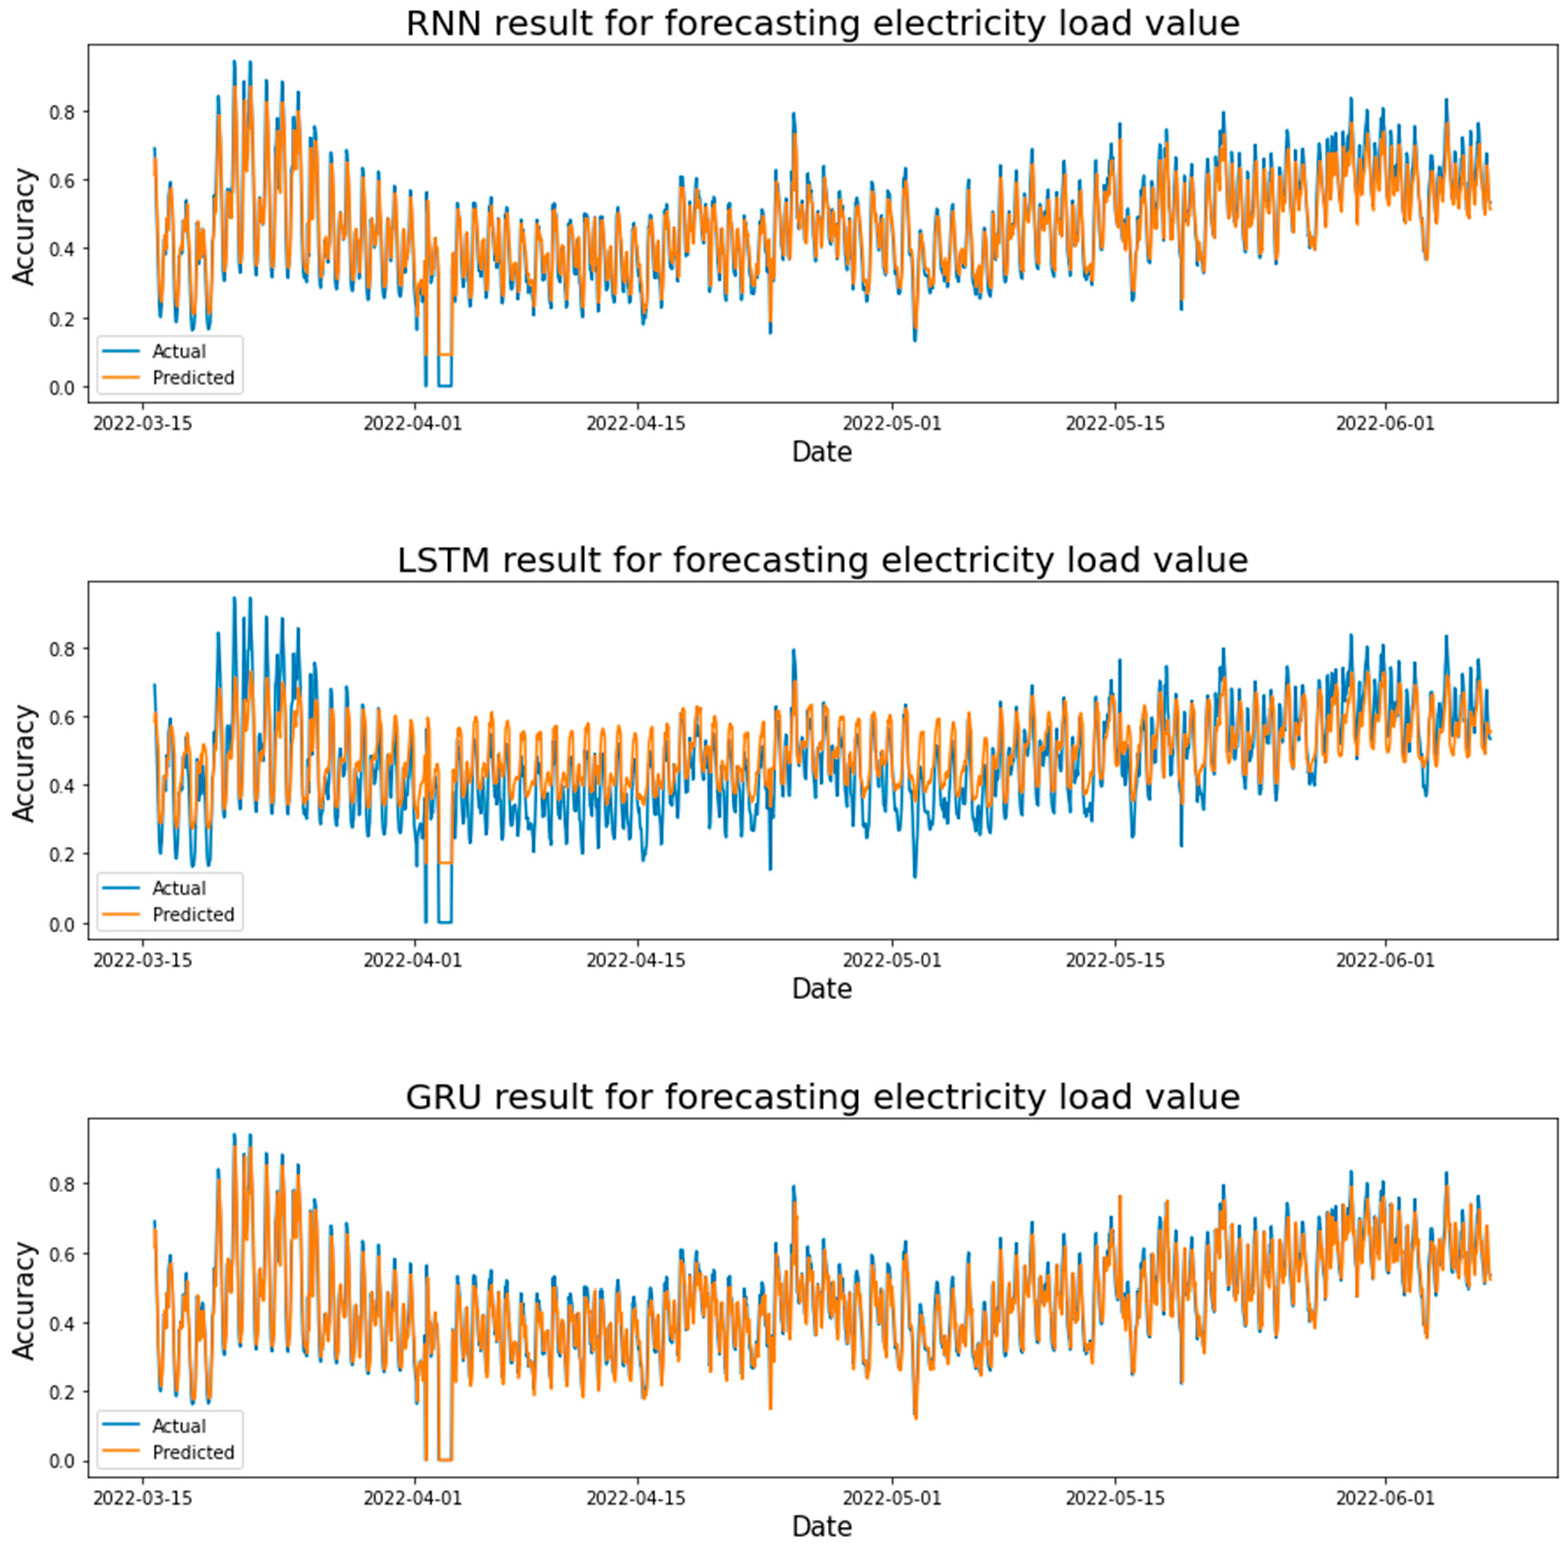 RNN result for forecasting electricity load value
Accuracy
0.8
0.6
0.4
0.2
0.0
Actual
Predicted
2022-03-15 2022-04-01 2022-04-15 2022-05-01 2022-05-15 2022-06-01
Date
LSTM result for forecasting electricity load value
Accuracy
0.8
0.6
0.4
0.2
0.0
Actual
Predicted
2022-03-15 2022-04-01 2022-04-15 2022-05-01 2022-05-15 2022-06-01
Date
GRU result for forecasting electricity load value
Accuracy
0.8
0.6
0.4
0.2
0.0
Actual
Predicted
2022-03-15 2022-04-01 2022-04-15 2022-05-01 2022-05-15 2022-06-01
Date